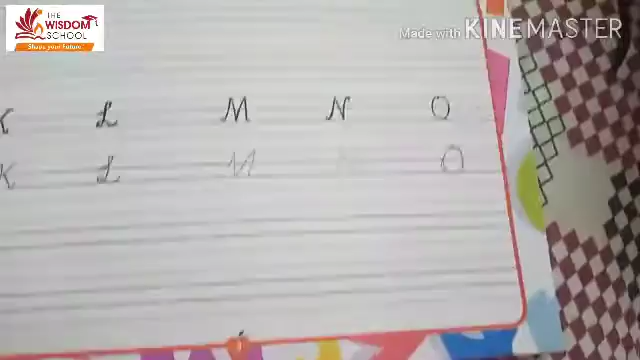 THE
WISDOM
SCHOOL
Shape your Future
Made with KINEMASTER
K L M N O
K L M O